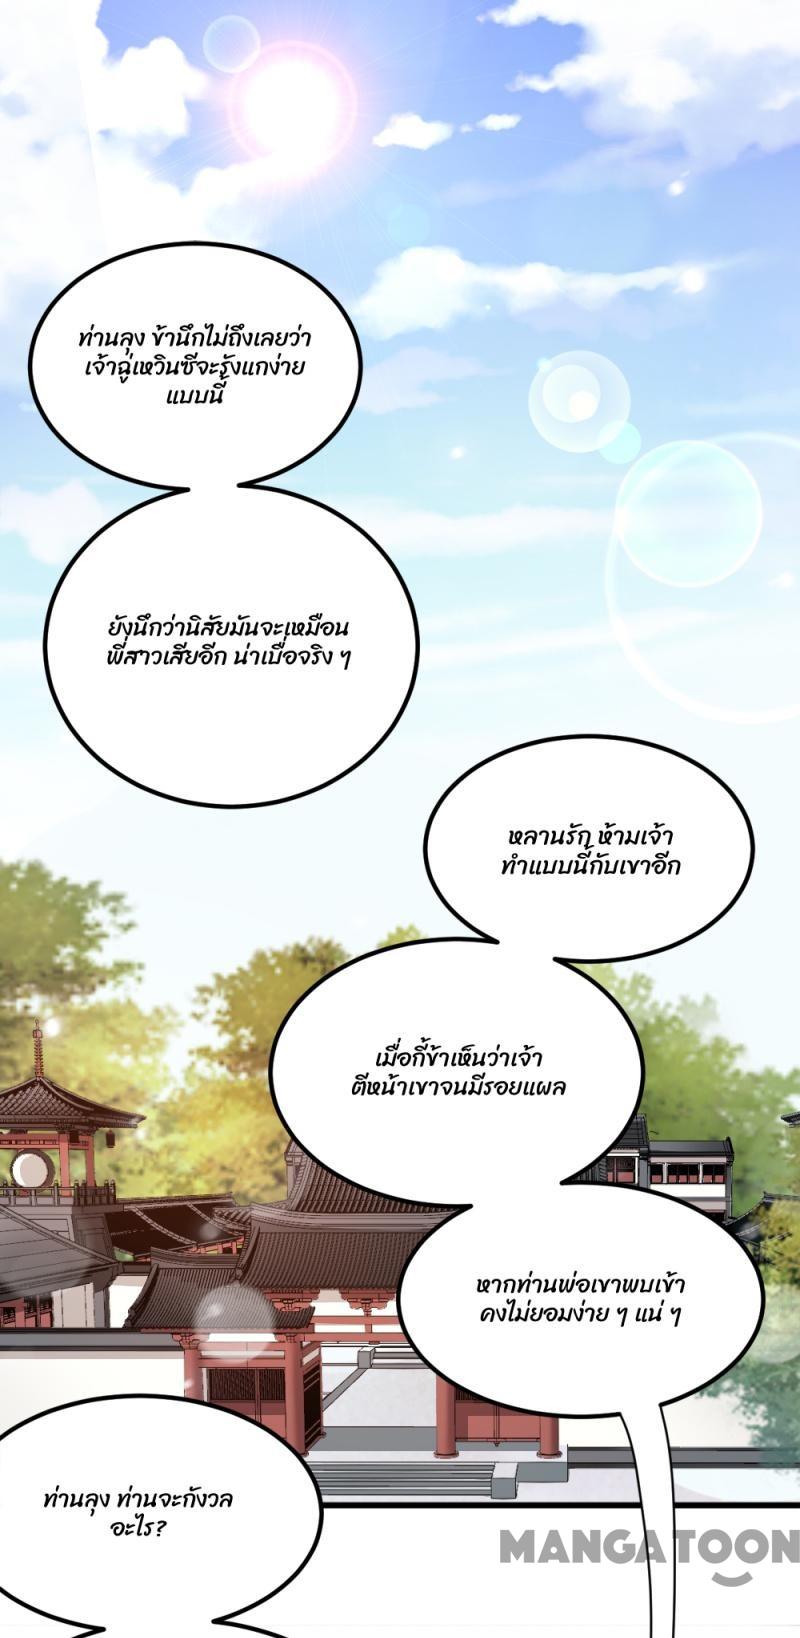 ท่านลุง ข้านึกไม่ถึงเลยว่า
เจ้าฉู่เหวินซีจะรังแกง่าย
แบบนี้
ยังนึกว่านิสัยมันจะเหมือน
พี่สาวเสียอีก น่าเบื่อจริง ๆ
หลานรัก ห้ามเจ้า
ทำแบบนี้กับเขาอีก
เมื่อกี้ข้าเห็นว่าเจ้า
ตีหน้าเขาจนมีรอยแผล
หากท่านพ่อเขาพบเข้า
คงไม่ยอมง่าย ๆ แน่ ๆ
ท่านลุง ท่านจะกังวล
อะไร?
MANGATOON